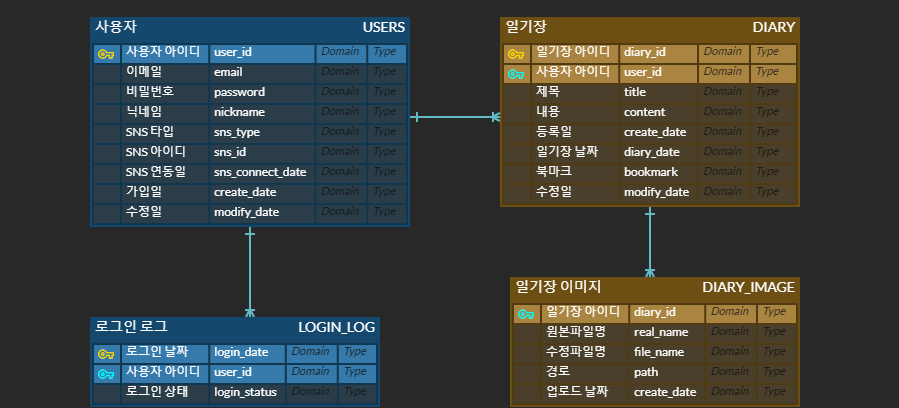 사용자 USERS
사용자 아이디 user_id Domain Type
이메일 email Domain Type
비밀번호 password Domain Type
닉네임 nickname Domain Type
SNS 타입 sns_type Domain Type
SNS 아이디 sns_id Domain Type
SNS 연동일 sns_connect_date Domain Type
가입일 create_date Domain Type
수정일 modify_date Domain Type
일기장 DIARY
일기장 아이디 diary_id Domain Type
사용자 아이디 user_id Domain Type
제목 title Domain Type
내용 content Domain Type
등록일 create_date Domain Type
일기장 날짜 diary_date Domain Type
북마크 bookmark Domain Type
수정일 modify_date Domain Type
로그인 로그 LOGIN_LOG
로그인 날짜 login_date Domain Type
사용자 아이디 user_id Domain Type
로그인 상태 login_status Domain Type
일기장 이미지 DIARY_IMAGE
일기장 아이디 diary_id Domain Type
원본파일명 real_name Domain Type
수정파일명 file_name Domain Type
경로 path Domain Type
업로드 날짜 create_date Domain Type